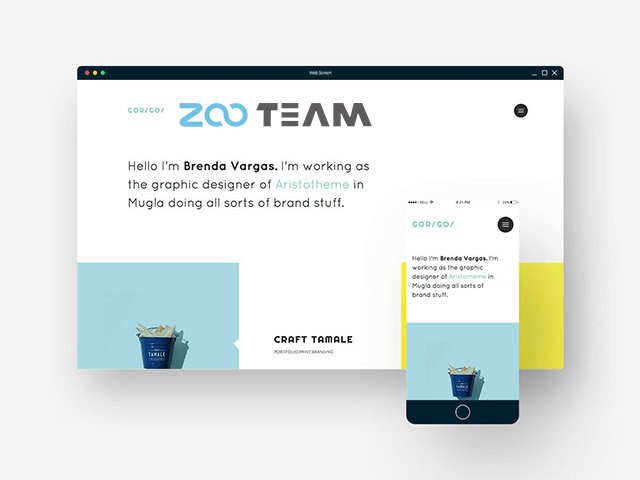 Web Screen
GOR/GO/
ZOO TEAM
Hello I'm Brenda Vargas. I'm working as
the graphic designer of Aristotheme in
Mugla doing all sorts of brand stuff.
TAMALE
CRAFT TAMALE
PORTFOLIO,PRINT,BRANDING
4:21 PM
22%
GOR/GO/
Hello I'm Brenda Vargas. I'm
working as the graphic
designer of Aristotheme in
Mugla doing all sorts of
brand stuff.
TAMALE